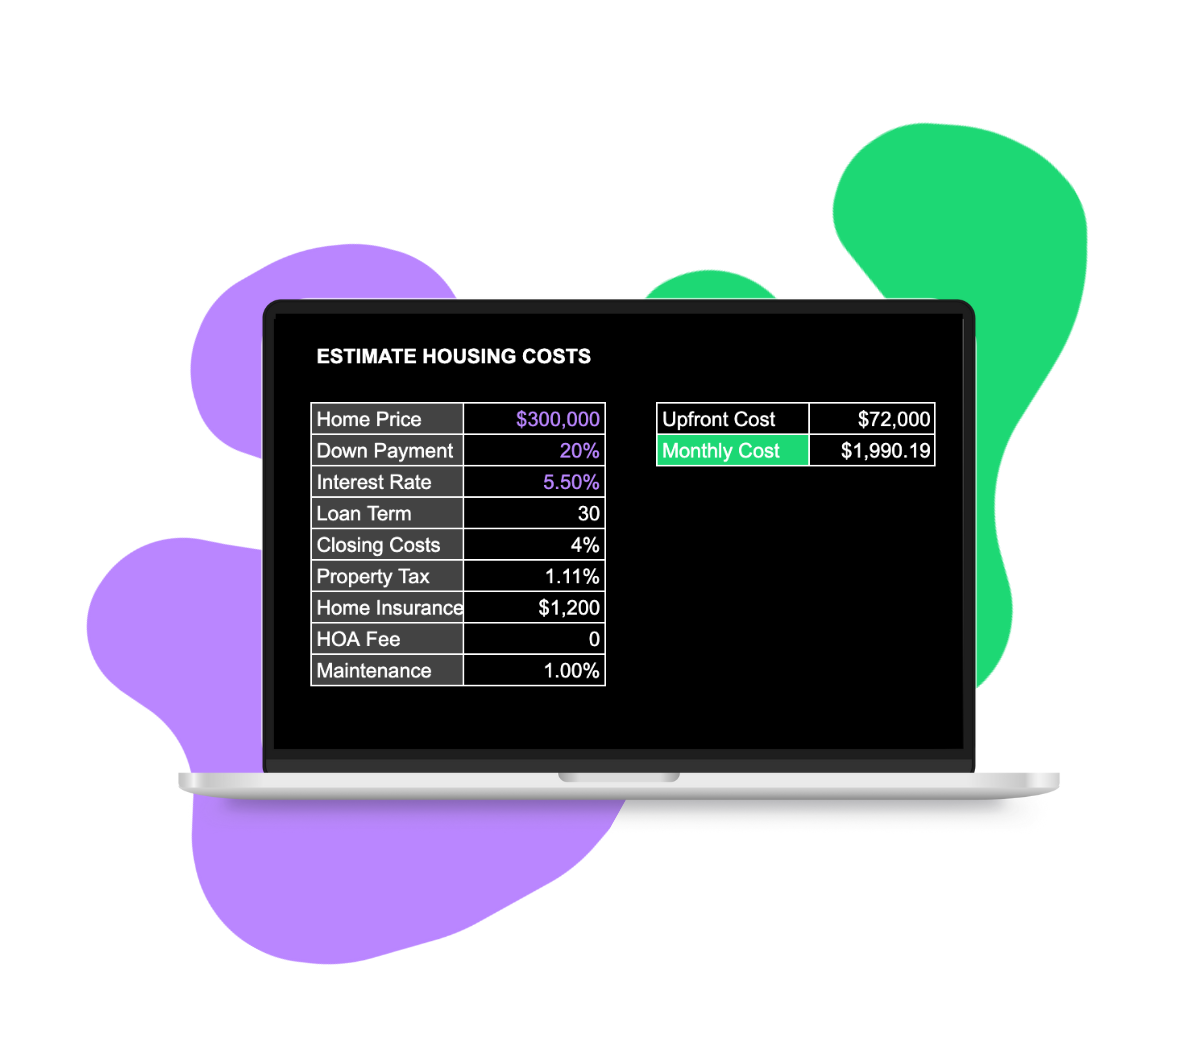 ESTIMATE HOUSING COSTS
Home Price $300,000
Down Payment 20%
Interest Rate 5.50%
Loan Term 30
Closing Costs 4%
Property Tax 1.11%
Home Insurance $1,200
HOA Fee 0
Maintenance 1.00%
Upfront Cost $72,000
Monthly Cost $1,990.19